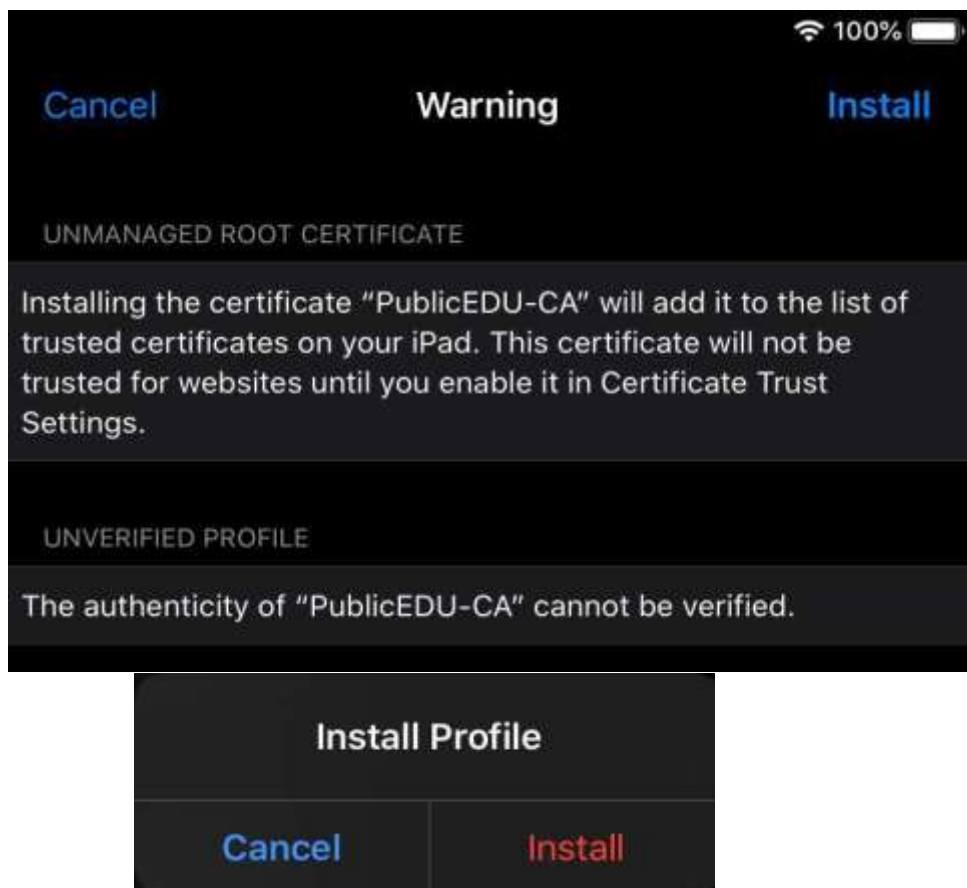 100%
Cancel Warning Install
UNMANAGED ROOT CERTIFICATE
Installing the certificate “PublicEDU-CA” will add it to the list of
trusted certificates on your iPad. This certificate will not be
trusted for websites until you enable it in Certificate Trust
Settings.
UNVERIFIED PROFILE
The authenticity of “PublicEDU-CA” cannot be verified.
Install Profile
Cancel Install